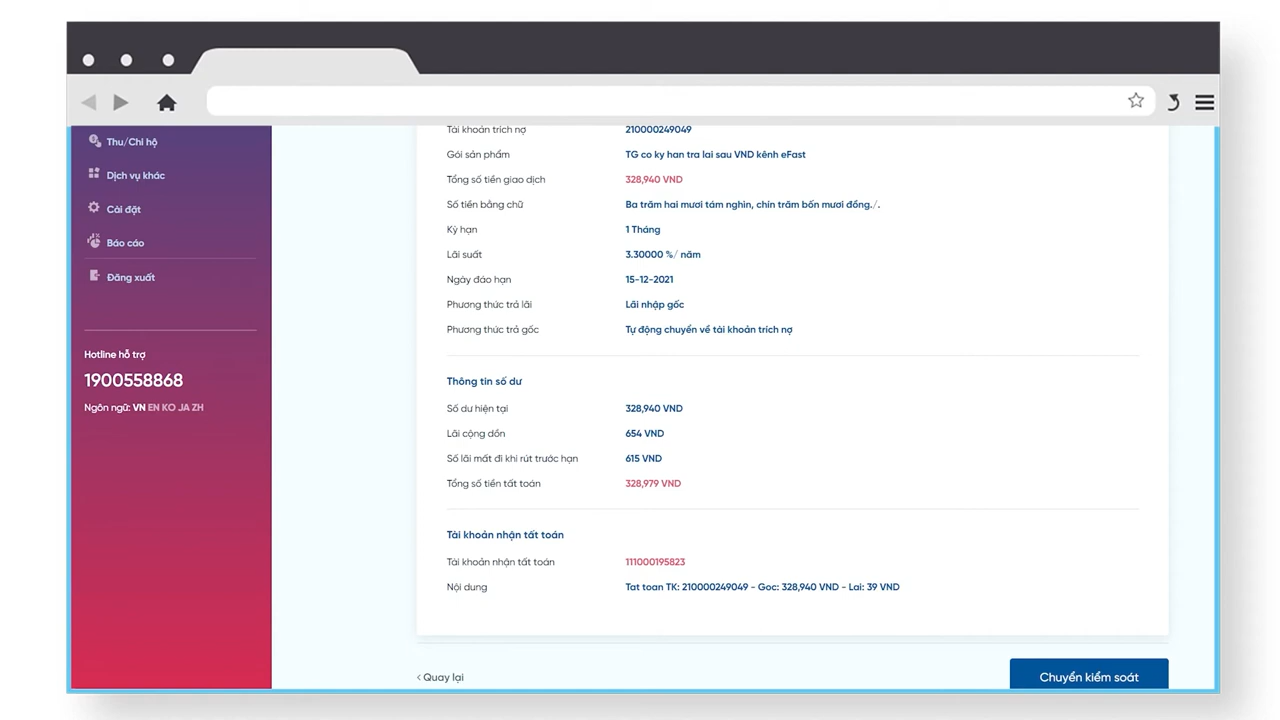 Thu/Chi hộ
Dịch vụ khác
Cài đặt
Báo cáo
Đăng xuất
Hotline hỗ trợ
1900558868
Ngôn ngữ: VN EN KO JA ZH
Tài khoản trích nợ 210000249049
Gói sản phẩm TG co ky han tra lai sau VND kênh eFast
Tổng số tiền giao dịch 328,940 VND
Số tiền bằng chữ Ba trăm hai mươi tám nghìn, chín trăm bốn mươi đồng./.
Kỳ hạn 1 Tháng
Lãi suất 3.30000 %/ năm
Ngày đáo hạn 15-12-2021
Phương thức trả lãi Lãi nhập gốc
Phương thức trả gốc Tự động chuyển về tài khoản trích nợ
Thông tin số dư
Số dư hiện tại 328,940 VND
Lãi cộng dồn 654 VND
Số lãi mất đi khi rút trước hạn 615 VND
Tổng số tiền tất toán 328,979 VND
Tài khoản nhận tất toán
Tài khoản nhận tất toán 111000195823
Nội dung Tat toan TK: 210000249049 - Goc: 328,940 VND - Lai: 39 VND
‹ Quay lại
Chuyển kiểm soát